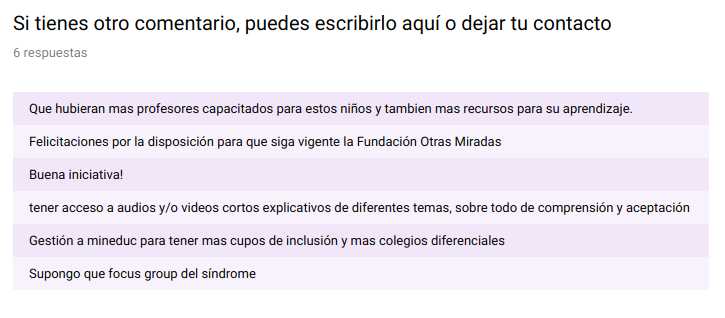 Si tienes otro comentario, puedes escribirlo aquí o dejar tu contacto
6 respuestas
Que hubieran mas profesores capacitados para estos niños y tambien mas recursos para su aprendizaje.
Felicitaciones por la disposición para que siga vigente la Fundación Otras Miradas
Buena iniciativa!
tener acceso a audios y/o videos cortos explicativos de diferentes temas, sobre todo de comprensión y aceptación
Gestión a mineduc para tener mas cupos de inclusión y mas colegios diferenciales
Supongo que focus group del síndrome